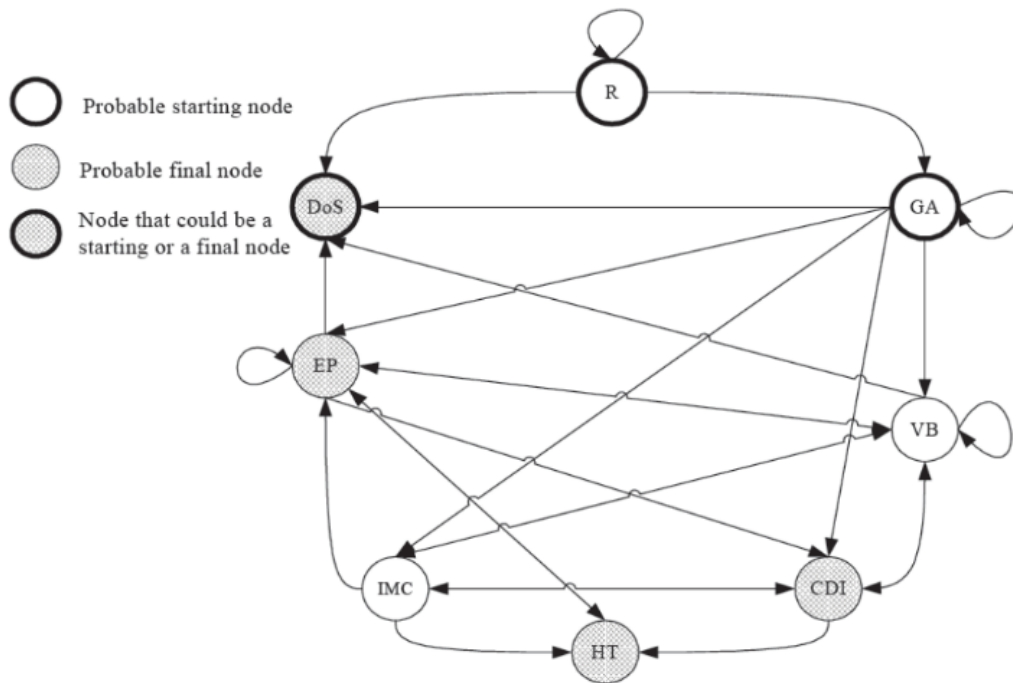 R
Probable starting node
Probable final node
Node that could be a
starting or a final node
DoS
GA
EP
VB
IMC
CDI
HT